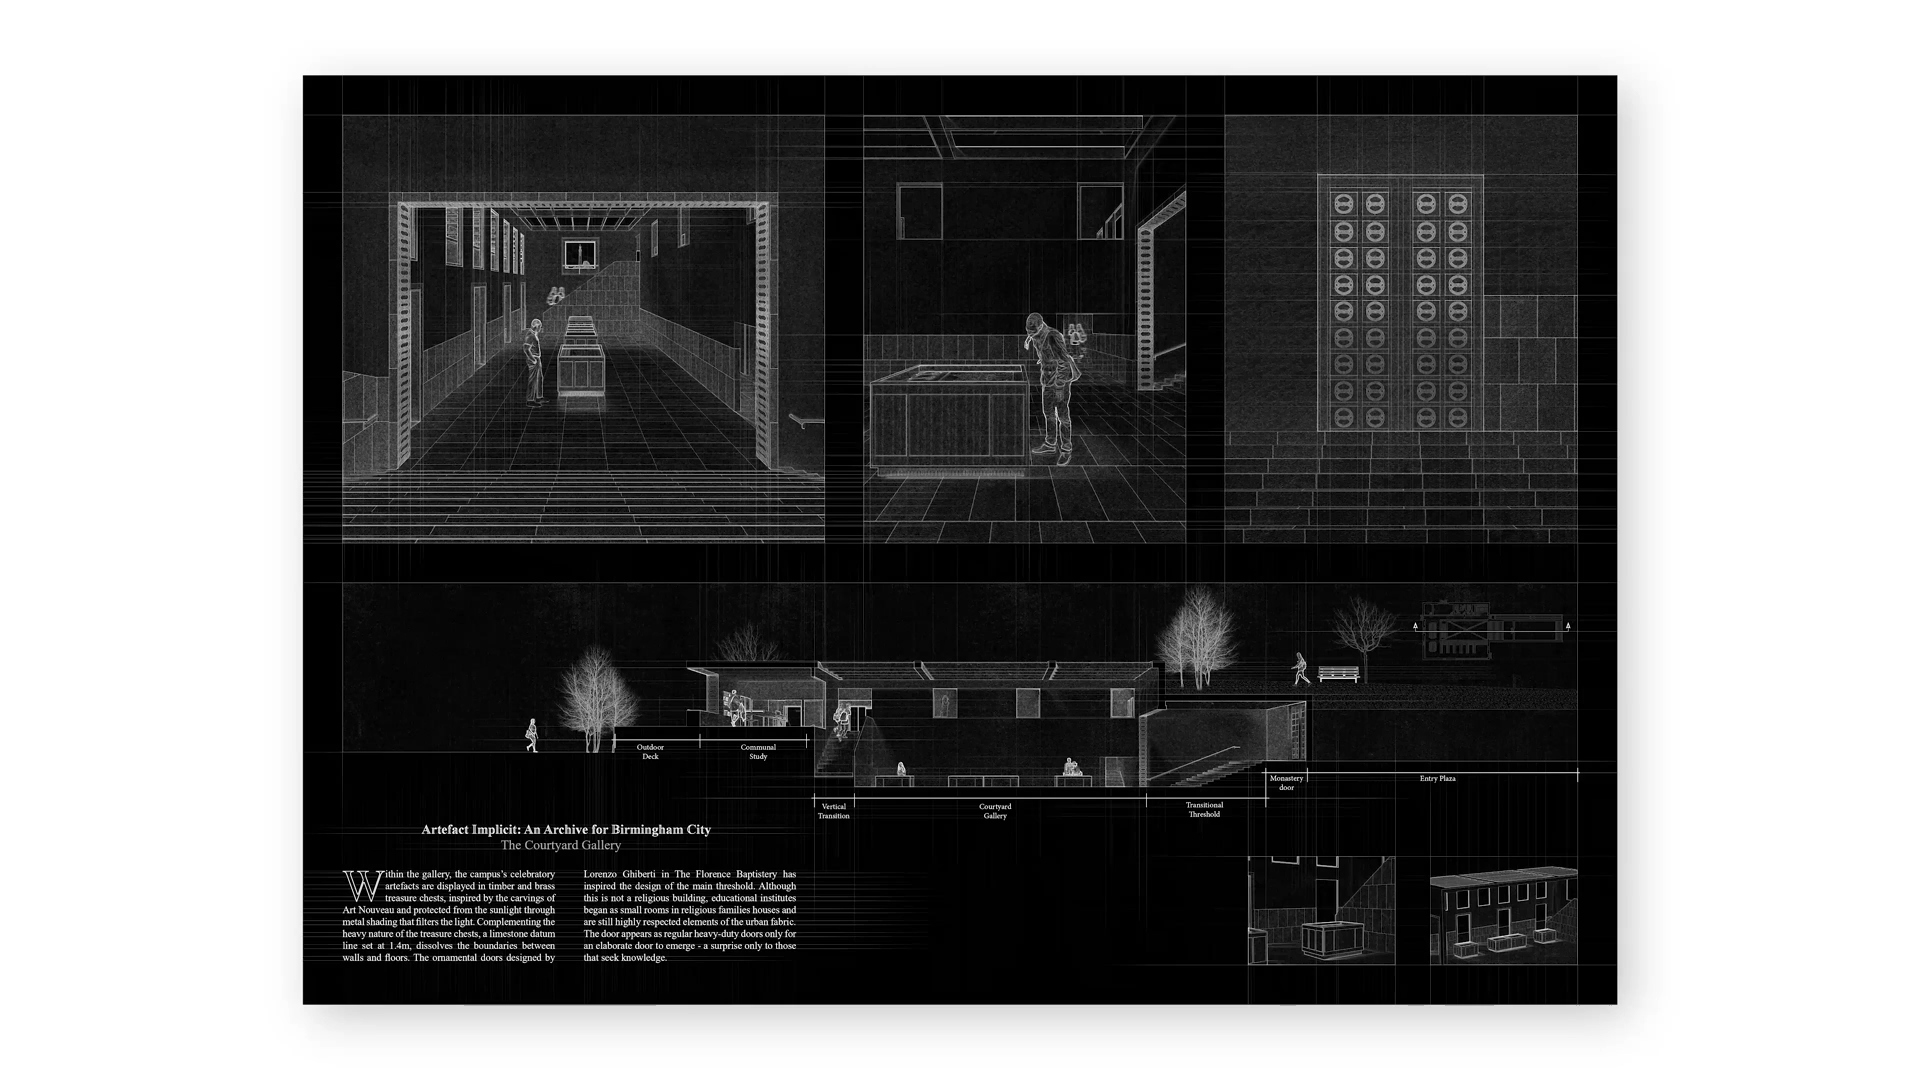 Outdoor
Deck
Communal
Study
Vertical
Transition
Courtyard
Gallery
Transitional
Threshold
Monastery
door
Entry Plaza
Artefact Implicit: An Archive for Birmingham City
The Courtyard Gallery
Within the gallery, the campus's celebratory
artefacts are displayed in timber and brass
treasure chests, inspired by the carvings of
Art Nouveau and protected from the sunlight through
metal shading that filters the light. Complementing the
heavy nature of the treasure chests, a limestone datum
line set at 1.4m, dissolves the boundaries between
walls and floors. The ornamental doors designed by
Lorenzo Ghiberti in The Florence Baptistery has
inspired the design of the main threshold. Although
this is not a religious building, educational institutes
began as small rooms in religious families houses and
are still highly respected elements of the urban fabric.
The door appears as regular heavy-duty doors only for
an elaborate door to emerge - a surprise only to those
that seek knowledge.